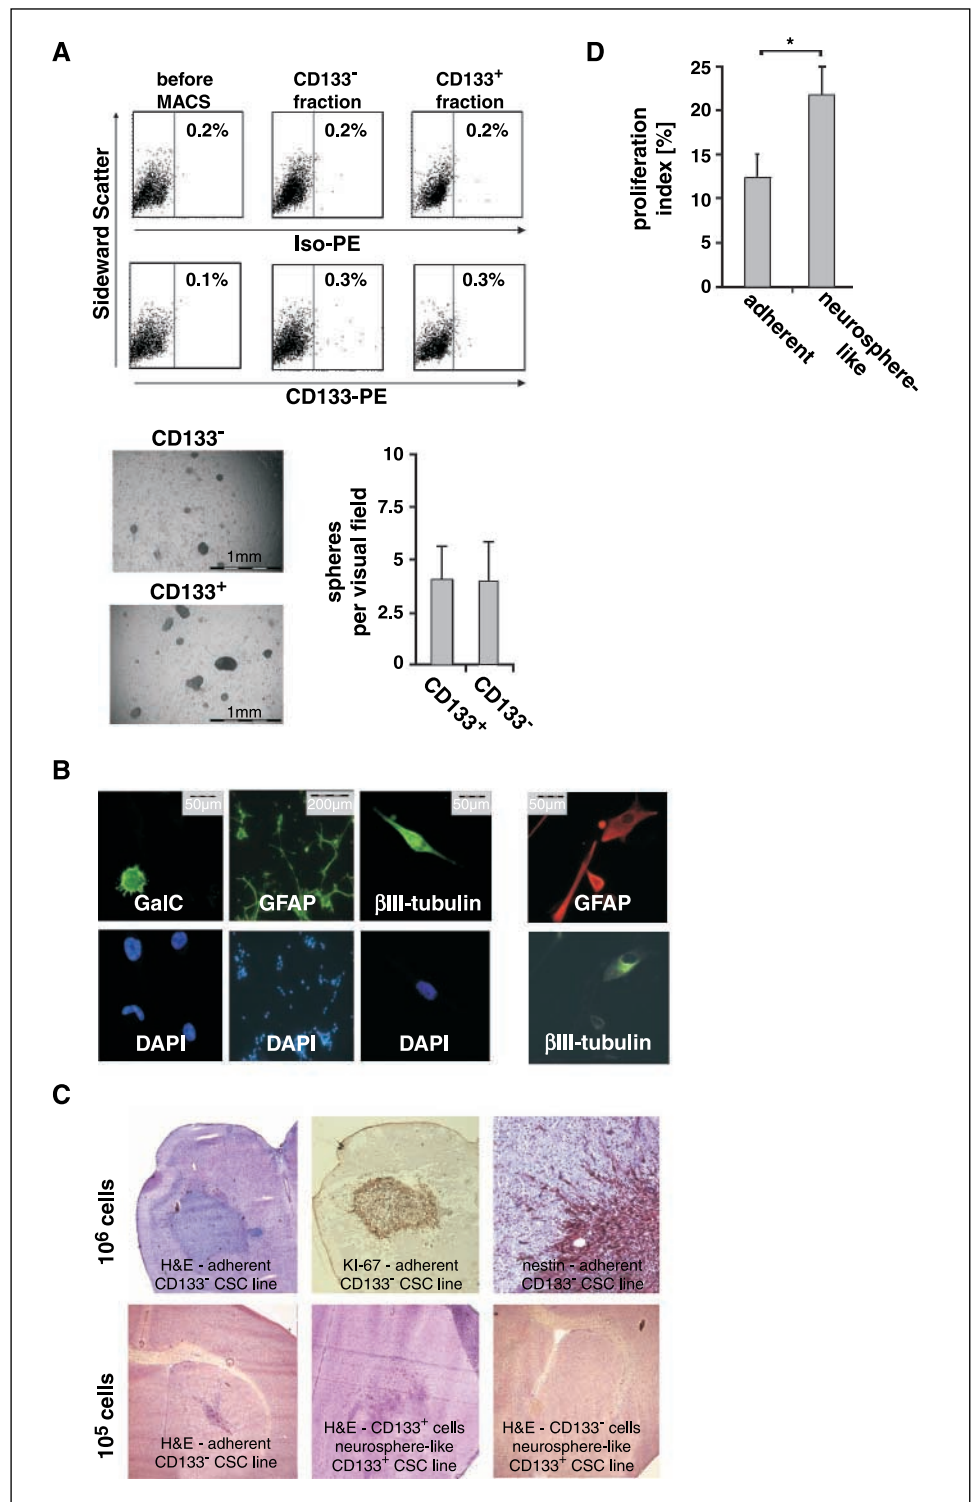 A
before
MACS
CD133-
fraction
CD133+
fraction
0.2%
0.2%
0.2%
Iso-PE
Sideward Scatter
0.1%
0.3%
0.3%
CD133-PE
CD133-
1mm
CD133+
1mm
10
7.5
5
2.5
0
spheres
per visual field
CD133+
CD133-
D
*
25
20
15
10
5
0
proliferation
index [%]
adherent
neurosphere-
like
B
50µm
GalC
200µm
GFAP
50µm
βIII-tubulin
50µm
GFAP
DAPI
DAPI
DAPI
βIII-tubulin
C
10⁶ cells
H&E - adherent
CD133- CSC line
KI-67 - adherent
CD133- CSC line
nestin - adherent
CD133- CSC line
10⁵ cells
H&E - adherent
CD133- CSC line
H&E - CD133+ cells
neurosphere-like
CD133+ CSC line
H&E - CD133- cells
neurosphere-like
CD133+ CSC line